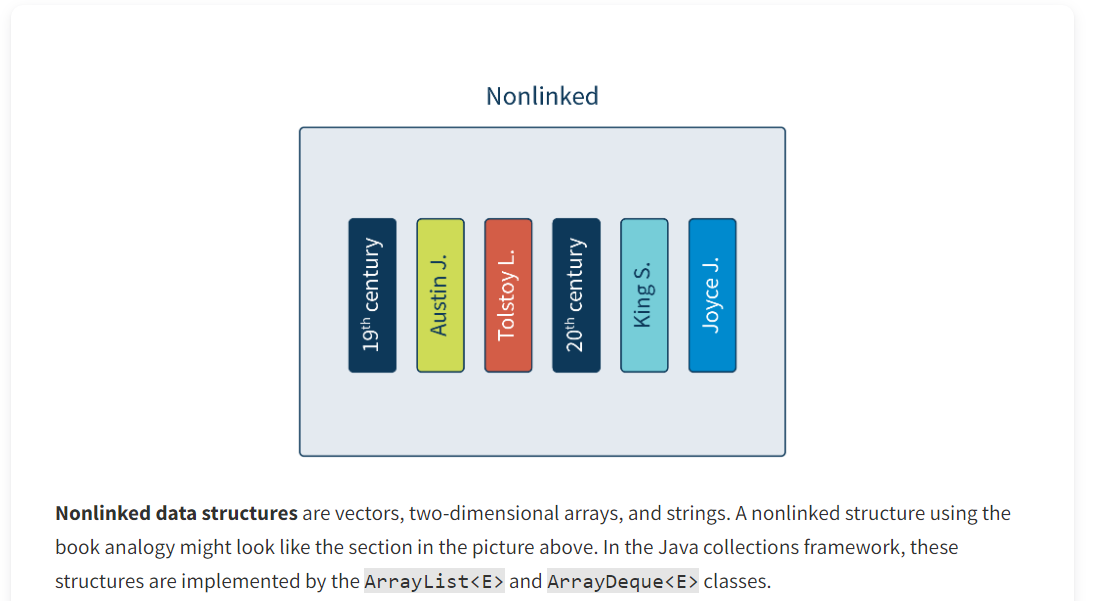 Nonlinked
19th century
Austin J.
Tolstoy L.
20th century
King S.
Joyce J.
Nonlinked data structures are vectors, two-dimensional arrays, and strings. A nonlinked structure using the
book analogy might look like the section in the picture above. In the Java collections framework, these
structures are implemented by the ArrayList<E> and ArrayDeque<E> classes.